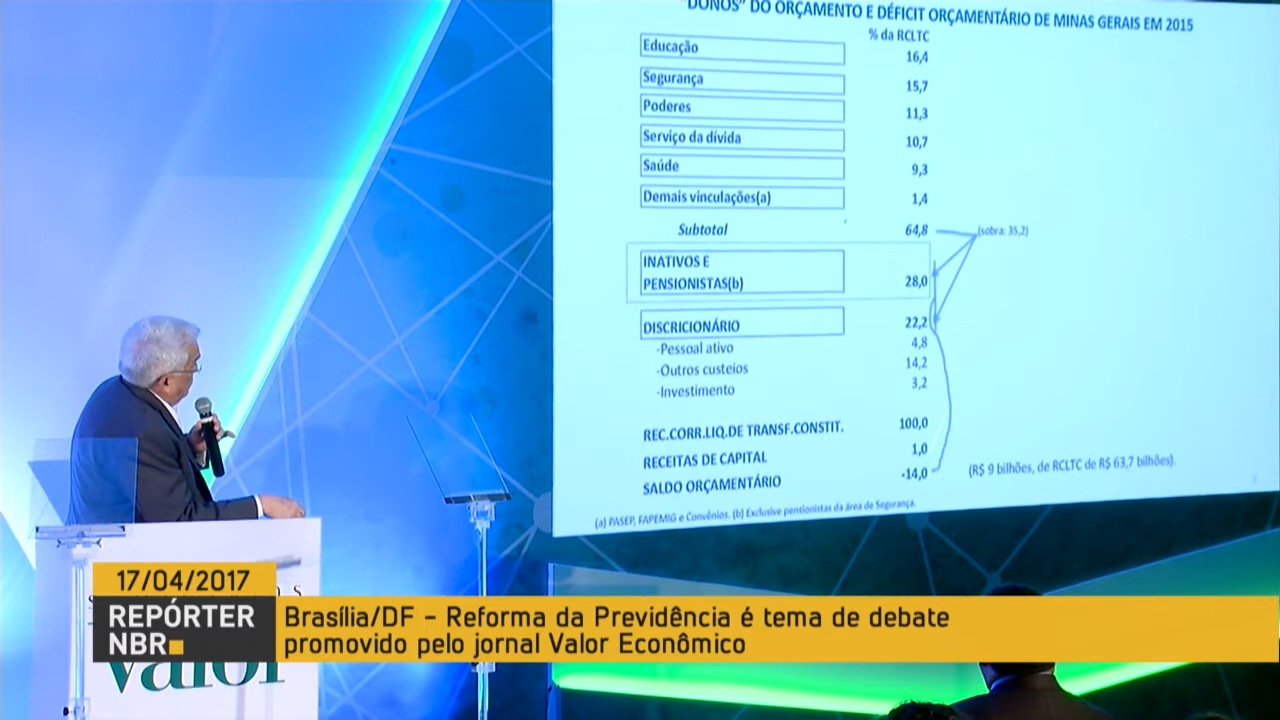 "DONOS" DO ORÇAMENTO E DÉFICIT ORÇAMENTÁRIO DE MINAS GERAIS EM 2015
% da RCLTC
Educação 16,4
Segurança 15,7
Poderes 11,3
Serviço da dívida 10,7
Saúde 9,3
Demais vinculações(a) 1,4
Subtotal 64,8 (sobra: 35,2)
INATIVOS E
PENSIONISTAS(b) 28,0
DISCRICIONÁRIO 22,2
-Pessoal ativo 4,8
-Outros custeios 14,2
-Investimento 3,2
REC.CORR.LIQ.DE TRANSF.CONSTIT. 100,0
RECEITAS DE CAPITAL 1,0
SALDO ORÇAMENTÁRIO -14,0 (R$ 9 bilhões, de RCLTC de R$ 63,7 bilhões).
(a) PASEP, FAPEMIG e Convênios. (b) Exclusive pensionistas da área de Segurança.
17/04/2017
REPÓRTER
NBR
Brasília/DF – Reforma da Previdência é tema de debate
promovido pelo jornal Valor Econômico
Valor